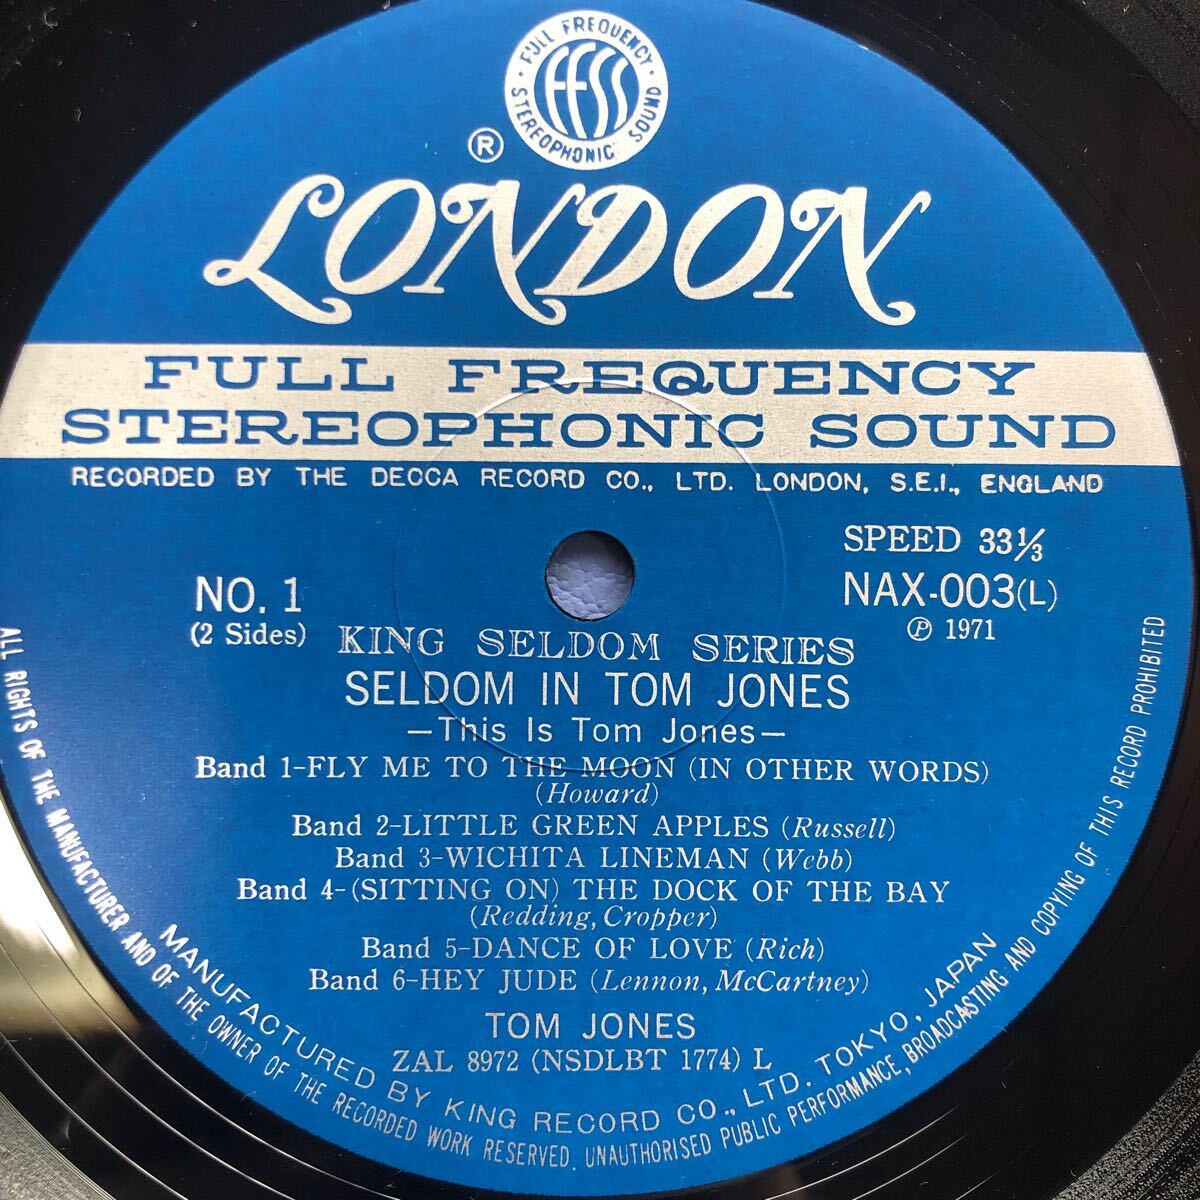 FULL FREQUENCY
FFSS
STEREOPHONIC SOUND
®
LONDON
FULL FREQUENCY
STEREOPHONIC SOUND
RECORDED BY THE DECCA RECORD CO., LTD. LONDON, S.E.I., ENGLAND
SPEED 33⅓
NO. 1
NAX-003(L)
(2 Sides)
℗ 1971
KING SELDOM SERIES
SELDOM IN TOM JONES
—This Is Tom Jones—
Band 1-FLY ME TO THE MOON (IN OTHER WORDS)
(Howard)
Band 2-LITTLE GREEN APPLES (Russell)
Band 3-WICHITA LINEMAN (Webb)
Band 4-(SITTING ON) THE DOCK OF THE BAY
(Redding, Cropper)
Band 5-DANCE OF LOVE (Rich)
Band 6-HEY JUDE (Lennon, McCartney)
TOM JONES
ZAL 8972 (NSDLBT 1774) L
MANUFACTURED BY KING RECORD CO., LTD. TOKYO, JAPAN
ALL RIGHTS OF THE MANUFACTURER AND OF THE OWNER OF THE RECORDED WORK RESERVED. UNAUTHORISED PUBLIC PERFORMANCE, BROADCASTING AND COPYING OF THIS RECORD PROHIBITED